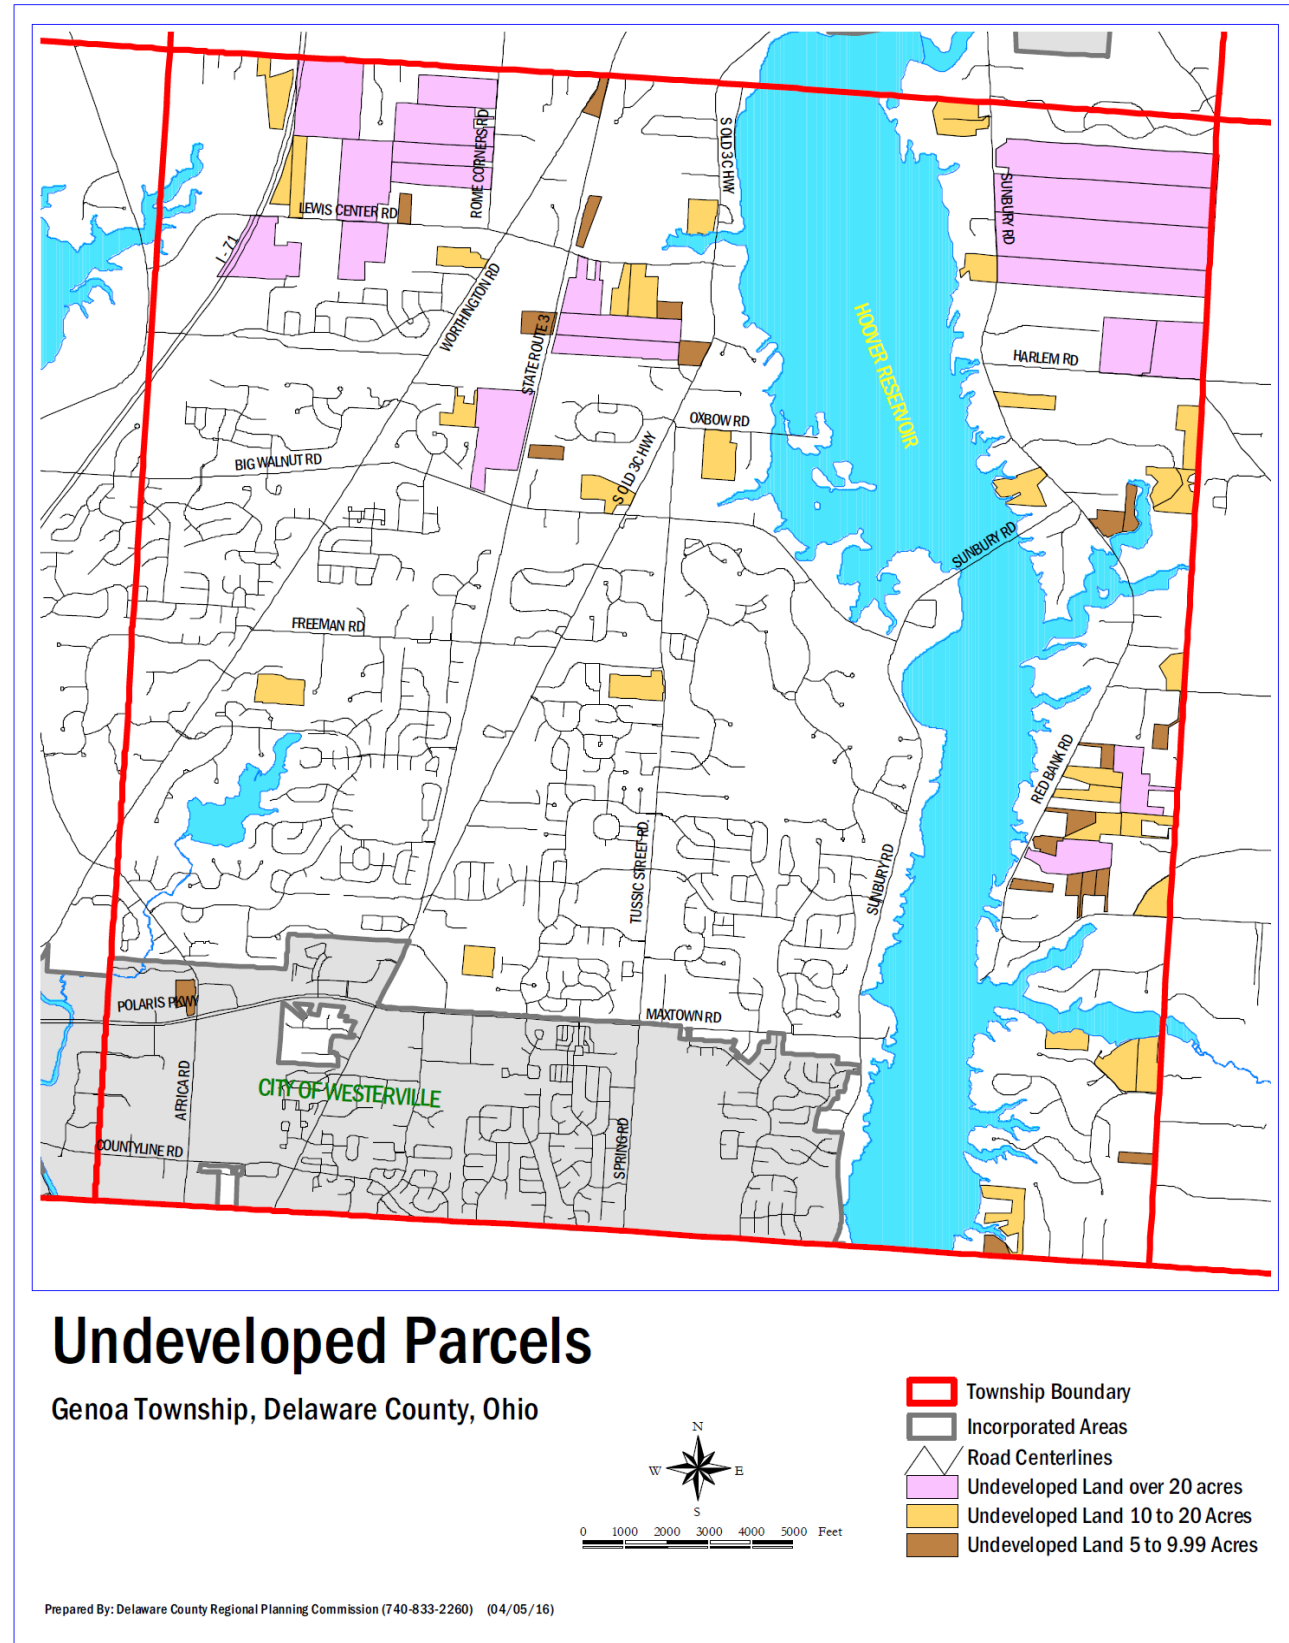 S OLD 3C HWY
ROME CORNERS RD
SUNBURY RD
LEWIS CENTER RD
I - 71
WORTHINGTON RD
STATE ROUTE 3
HOOVER RESERVOIR
HARLEM RD
OXBOW RD
S OLD 3C HWY
BIG WALNUT RD
SUNBURY RD
FREEMAN RD
RED BANK RD
TUSSIC STREET RD.
SUNBURY RD
POLARIS PKWY
MAXTOWN RD
AFRICA RD
CITY OF WESTERVILLE
SPRING RD
COUNTYLINE RD
Undeveloped Parcels
Genoa Township, Delaware County, Ohio
N
W E
S
0 1000 2000 3000 4000 5000 Feet
Township Boundary
Incorporated Areas
Road Centerlines
Undeveloped Land over 20 acres
Undeveloped Land 10 to 20 Acres
Undeveloped Land 5 to 9.99 Acres
Prepared By: Delaware County Regional Planning Commission (740-833-2260) (04/05/16)